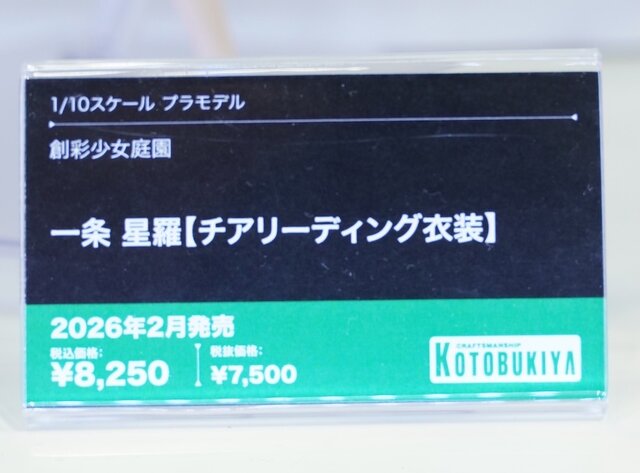 1/10スケール プラモデル
創彩少女庭園
一条 星羅【チアリーディング衣装】
2026年2月発売
税込価格: 税抜価格:
¥8,250 ¥7,500
CRAFTSMANSHIP
KOTOBUKIYA